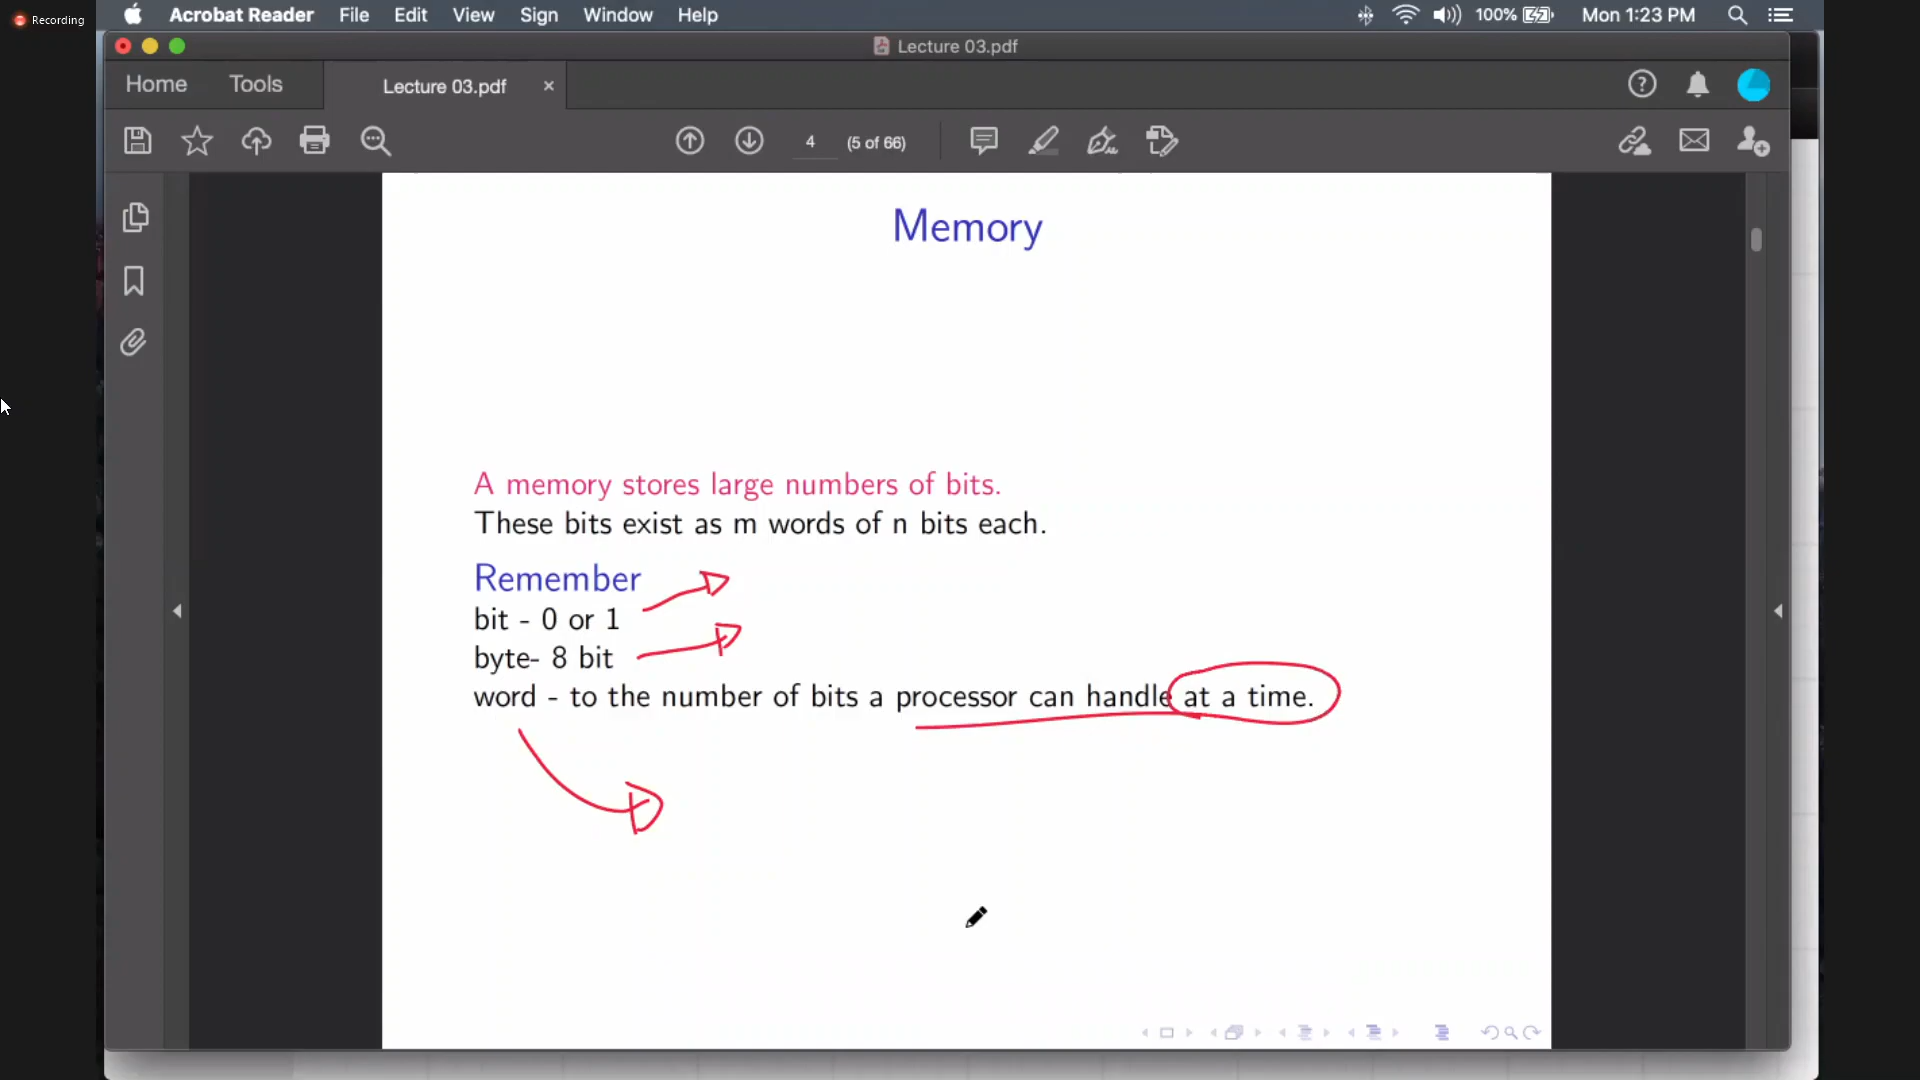 Recording
Acrobat Reader File Edit View Sign Window Help 100% Mon 1:23 PM
Lecture 03.pdf
Home Tools Lecture 03.pdf ×
4 (5 of 66)
Memory
A memory stores large numbers of bits.
These bits exist as m words of n bits each.
Remember
bit - 0 or 1
byte- 8 bit
word - to the number of bits a processor can handle at a time.